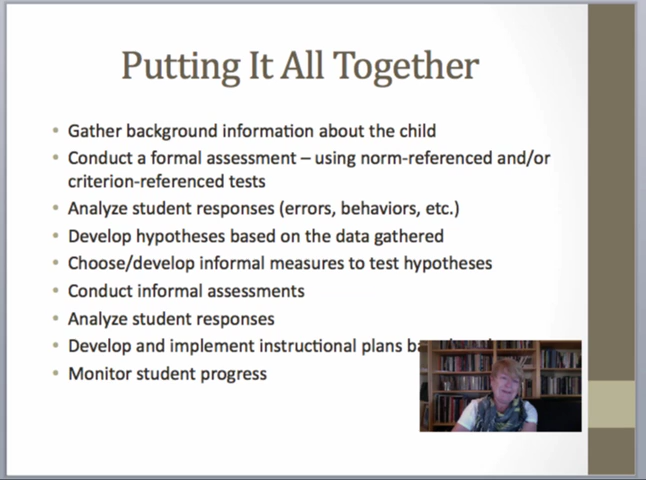 Putting It All Together
• Gather background information about the child
• Conduct a formal assessment – using norm-referenced and/or
criterion-referenced tests
• Analyze student responses (errors, behaviors, etc.)
• Develop hypotheses based on the data gathered
• Choose/develop informal measures to test hypotheses
• Conduct informal assessments
• Analyze student responses
• Develop and implement instructional plans
• Monitor student progress